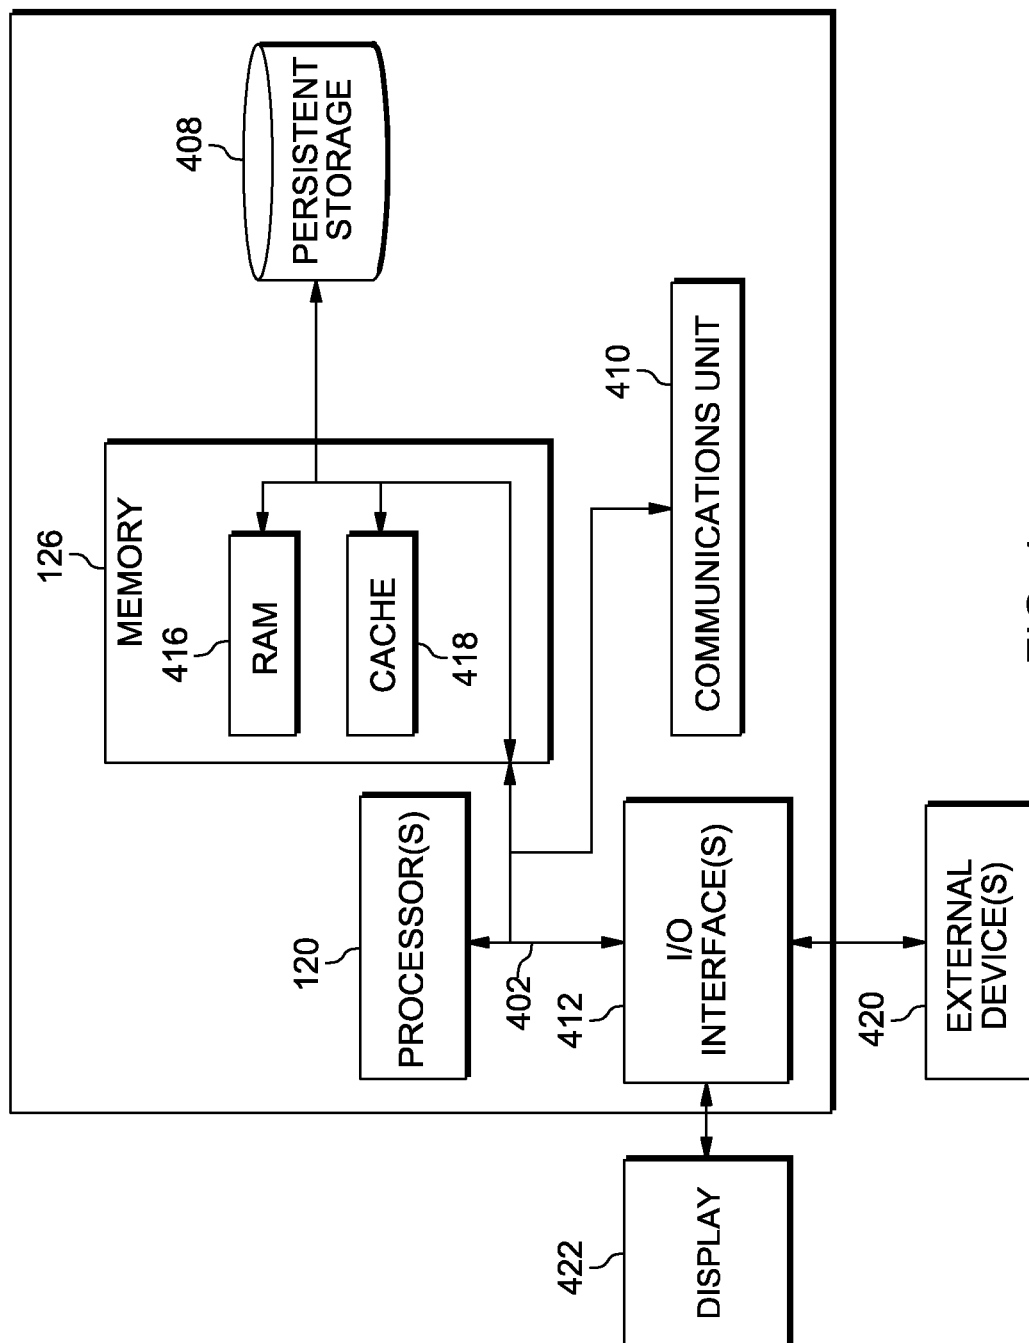 126
MEMORY
416
RAM
408
PERSISTENT
STORAGE
120
PROCESSOR(S)
CACHE
418
402
422
DISPLAY
412
I/O
INTERFACE(S)
410
COMMUNICATIONS UNIT
420
EXTERNAL
DEVICE(S)